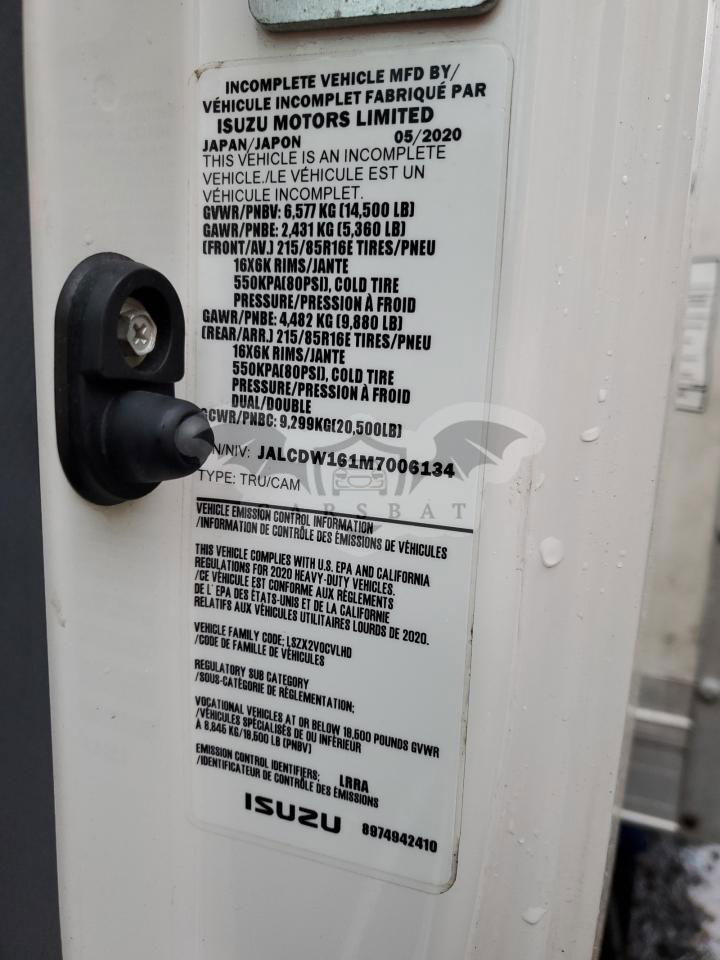 INCOMPLETE VEHICLE MFD BY/
VÉHICULE INCOMPLET FABRIQUÉ PAR
ISUZU MOTORS LIMITED
JAPAN/JAPON 05/2020
THIS VEHICLE IS AN INCOMPLETE
VEHICLE./LE VÉHICULE EST UN
VÉHICULE INCOMPLET.
GVWR/PNBV: 6,577 KG (14,500 LB)
GAWR/PNBE: 2,431 KG (5,360 LB)
(FRONT/AV.) 215/85R16E TIRES/PNEU
16X6K RIMS/JANTE
550KPA(80PSI), COLD TIRE
PRESSURE/PRESSION À FROID
GAWR/PNBE: 4,482 KG (9,880 LB)
(REAR/ARR.) 215/85R16E TIRES/PNEU
16X6K RIMS/JANTE
550KPA(80PSI), COLD TIRE
PRESSURE/PRESSION À FROID
DUAL/DOUBLE
GCWR/PNBC: 9,299KG(20,500LB)
N/NIV: JALCDW161M7006134
TYPE: TRU/CAM
CARSBAT
VEHICLE EMISSION CONTROL INFORMATION
/INFORMATION DE CONTRÔLE DES ÉMISSIONS DE VÉHICULES
THIS VEHICLE COMPLIES WITH U.S. EPA AND CALIFORNIA
REGULATIONS FOR 2020 HEAVY-DUTY VEHICLES.
/CE VÉHICULE EST CONFORME AUX RÈGLEMENTS
DE L'EPA DES ÉTATS-UNIS ET DE LA CALIFORNIE
RELATIFS AUX VÉHICULES UTILITAIRES LOURDS DE 2020.
VEHICLE FAMILY CODE: LSZX2VOCVLHD
/CODE DE FAMILLE DE VÉHICULES
REGULATORY SUB CATEGORY
/SOUS-CATÉGORIE DE RÈGLEMENTATION;
VOCATIONAL VEHICLES AT OR BELOW 19,500 POUNDS GVWR
/VÉHICULES SPÉCIALISÉS DE OU INFÉRIEUR
À 8,845 KG/19,500 LB (PNBV)
EMISSION CONTROL IDENTIFIERS: LRRA
/IDENTIFICATEUR DE CONTRÔLE DES ÉMISSIONS
ISUZU 8974942410